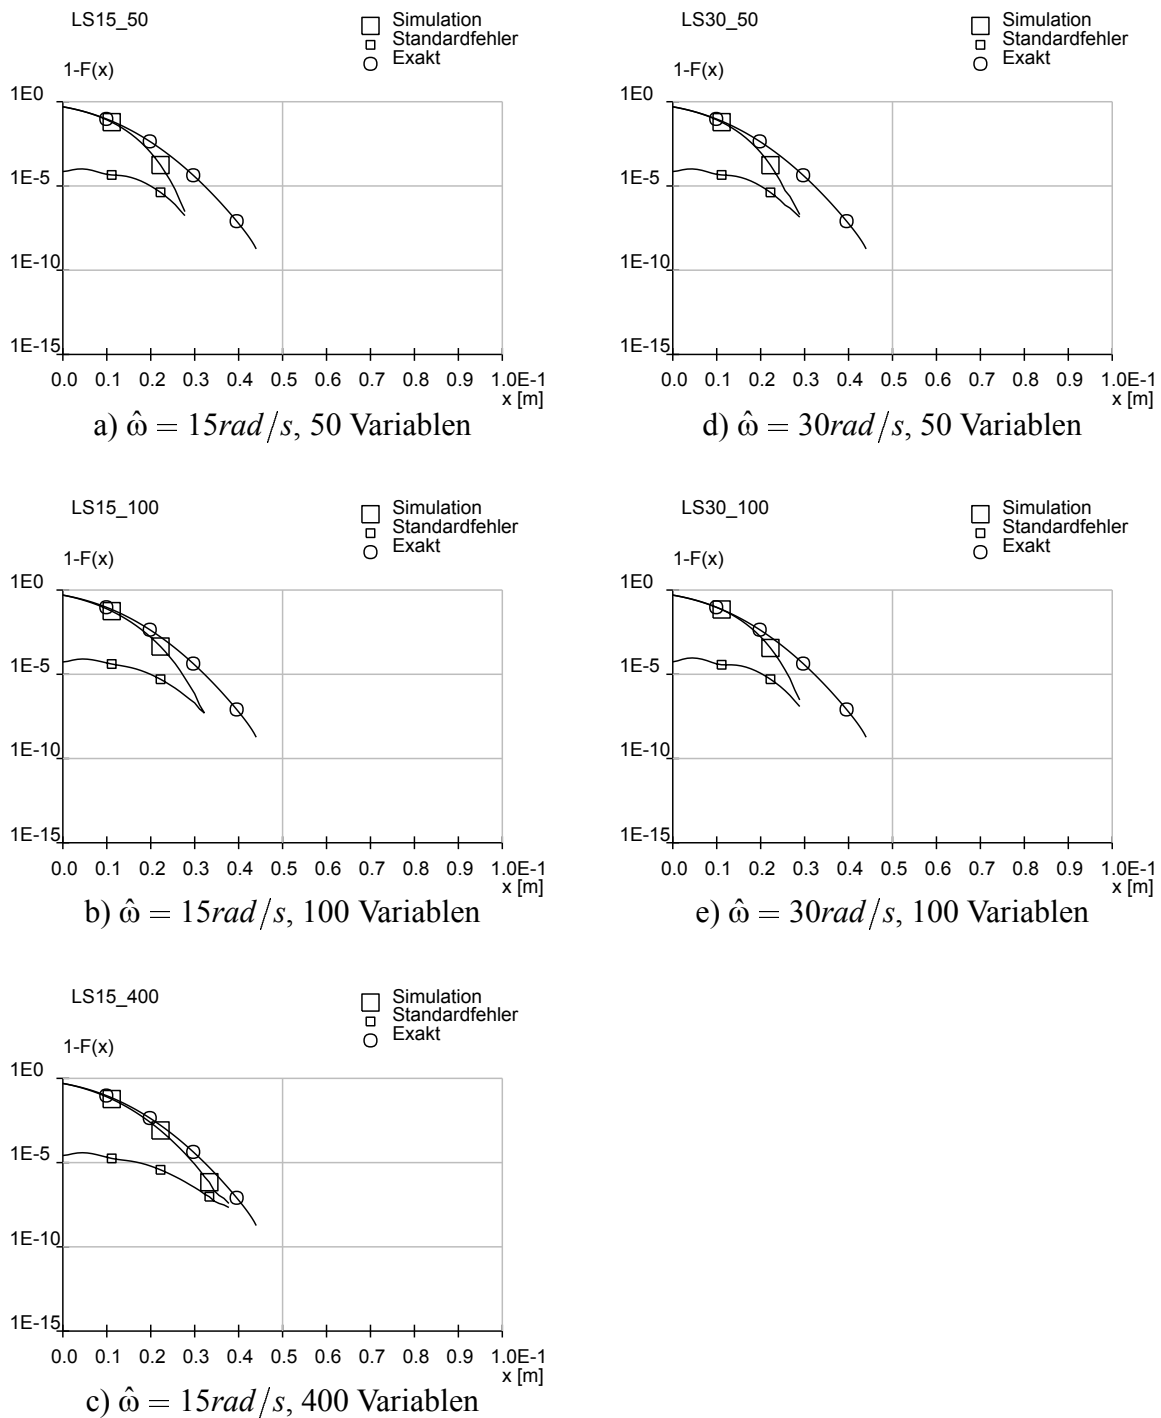 LS15_50
Simulation
Standardfehler
Exakt
1-F(x)
1E0
1E-5
1E-10
1E-15
0.0 0.1 0.2 0.3 0.4 0.5 0.6 0.7 0.8 0.9 1.0E-1
x [m]
a) ω̂ = 15rad/s, 50 Variablen
LS30_50
Simulation
Standardfehler
Exakt
1-F(x)
1E0
1E-5
1E-10
1E-15
0.0 0.1 0.2 0.3 0.4 0.5 0.6 0.7 0.8 0.9 1.0E-1
x [m]
d) ω̂ = 30rad/s, 50 Variablen
LS15_100
Simulation
Standardfehler
Exakt
1-F(x)
1E0
1E-5
1E-10
1E-15
0.0 0.1 0.2 0.3 0.4 0.5 0.6 0.7 0.8 0.9 1.0E-1
x [m]
b) ω̂ = 15rad/s, 100 Variablen
LS30_100
Simulation
Standardfehler
Exakt
1-F(x)
1E0
1E-5
1E-10
1E-15
0.0 0.1 0.2 0.3 0.4 0.5 0.6 0.7 0.8 0.9 1.0E-1
x [m]
e) ω̂ = 30rad/s, 100 Variablen
LS15_400
Simulation
Standardfehler
Exakt
1-F(x)
1E0
1E-5
1E-10
1E-15
0.0 0.1 0.2 0.3 0.4 0.5 0.6 0.7 0.8 0.9 1.0E-1
x [m]
c) ω̂ = 15rad/s, 400 Variablen